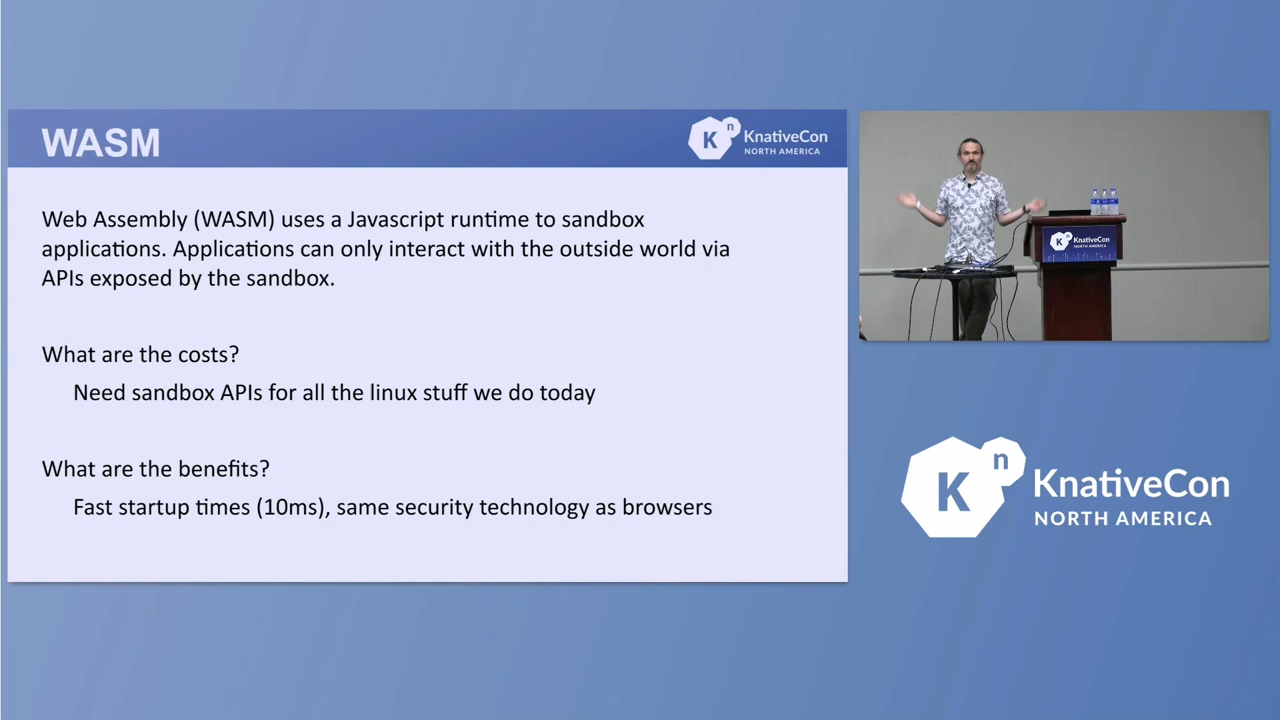 WASM
Kn KnativeCon
NORTH AMERICA
Web Assembly (WASM) uses a Javascript runtime to sandbox
applications. Applications can only interact with the outside world via
APIs exposed by the sandbox.
What are the costs?
Need sandbox APIs for all the linux stuff we do today
What are the benefits?
Fast startup times (10ms), same security technology as browsers
Kn KnativeCon
NORTH AMERICA
Kn KnativeCon
NORTH AMERICA